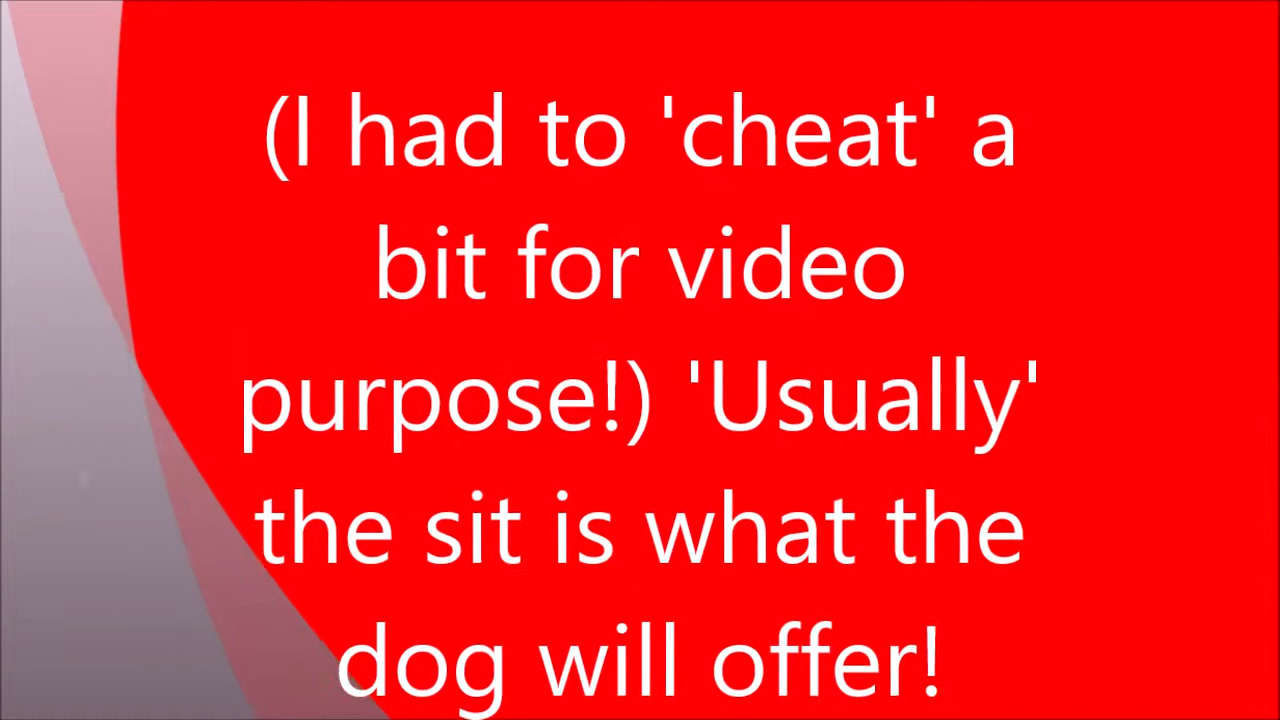 (I had to 'cheat' a
bit for video
purpose!) 'Usually'
the sit is what the
dog will offer!